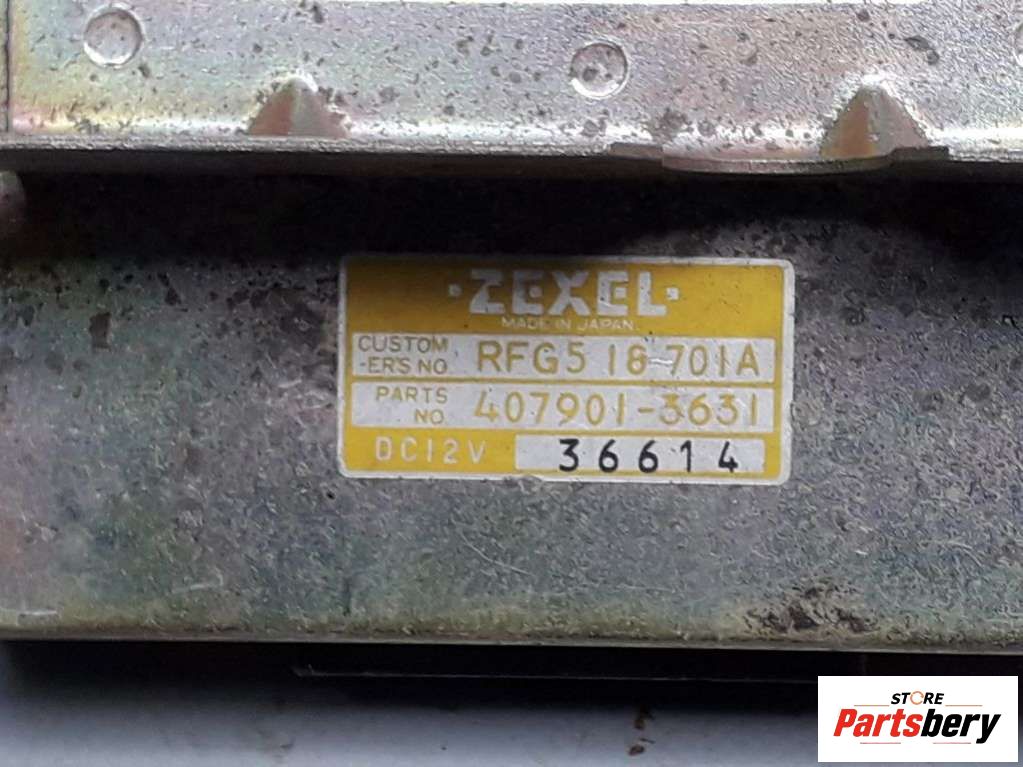 ·ZEXEL·
MADE IN JAPAN
CUSTOM
-ER'S NO. RFG5 18 701A
PARTS
NO. 407901-3631
DC12V 36614
STORE
Partsbery